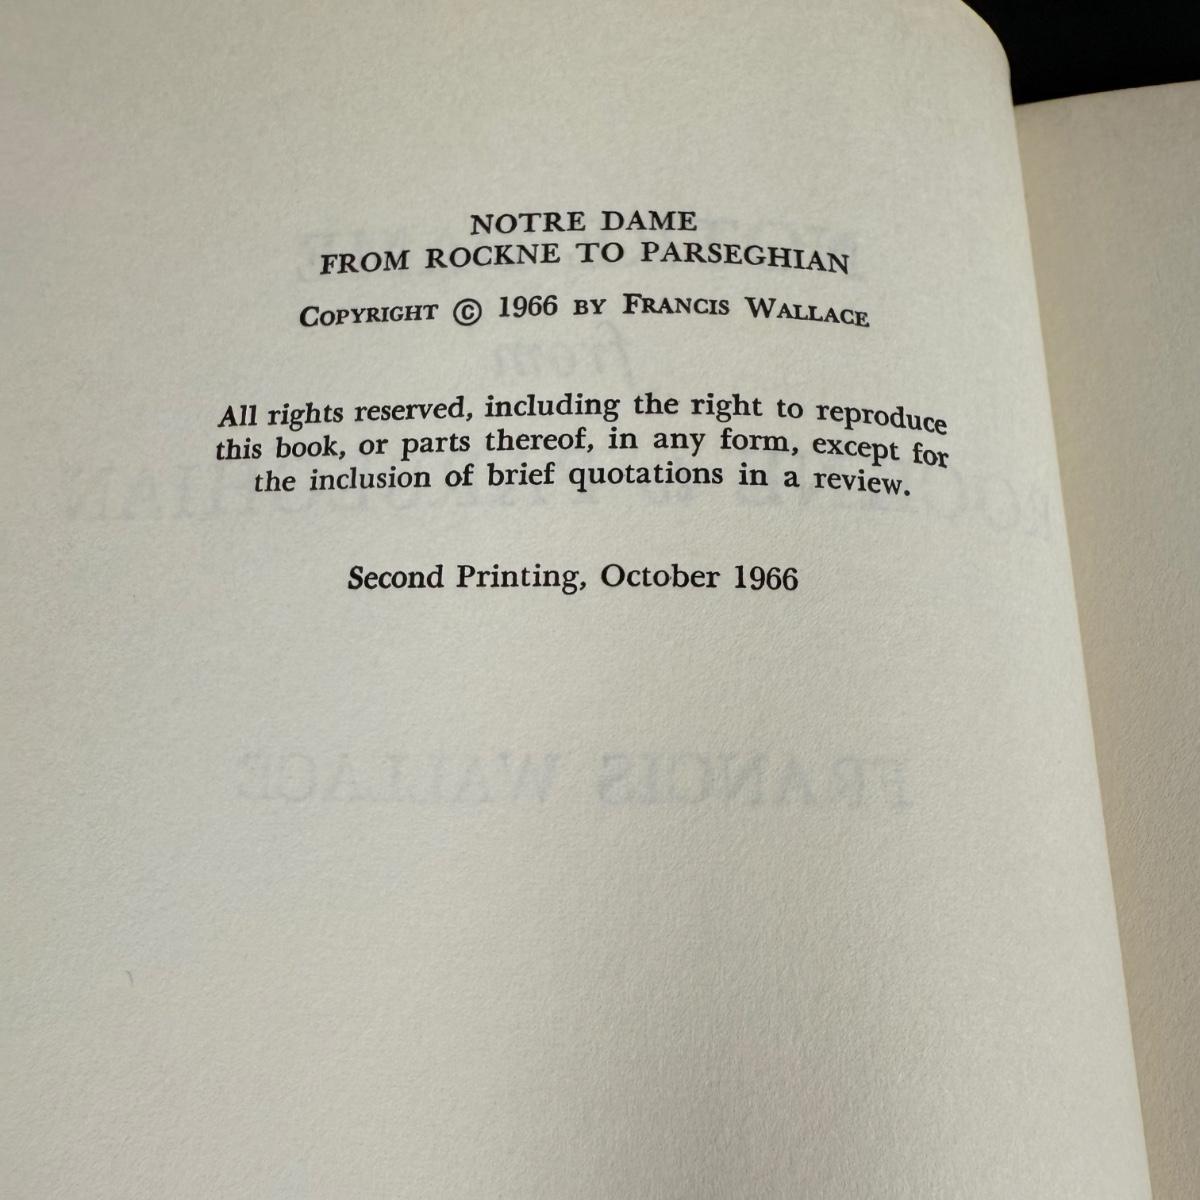 NOTRE DAME
FROM ROCKNE TO PARSEGHIAN
COPYRIGHT © 1966 BY FRANCIS WALLACE
All rights reserved, including the right to reproduce
this book, or parts thereof, in any form, except for
the inclusion of brief quotations in a review.
Second Printing, October 1966